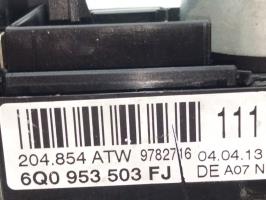 111
204.854 ATW 9782716 04.04.13
6Q0 953 503 FJ DE A07 N